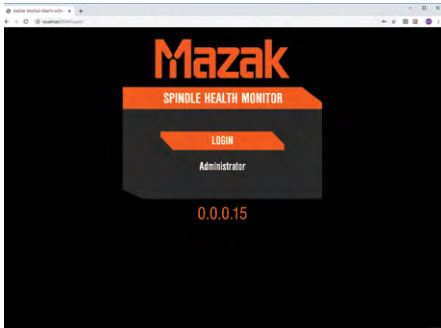 Mazak
SPINDLE HEALTH MONITOR
LOGIN
Administrator
0.0.0.15